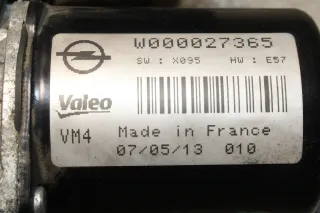 W000027365
SW : X095 HW : E57
Valeo
VM4 Made in France
07/05/13 010